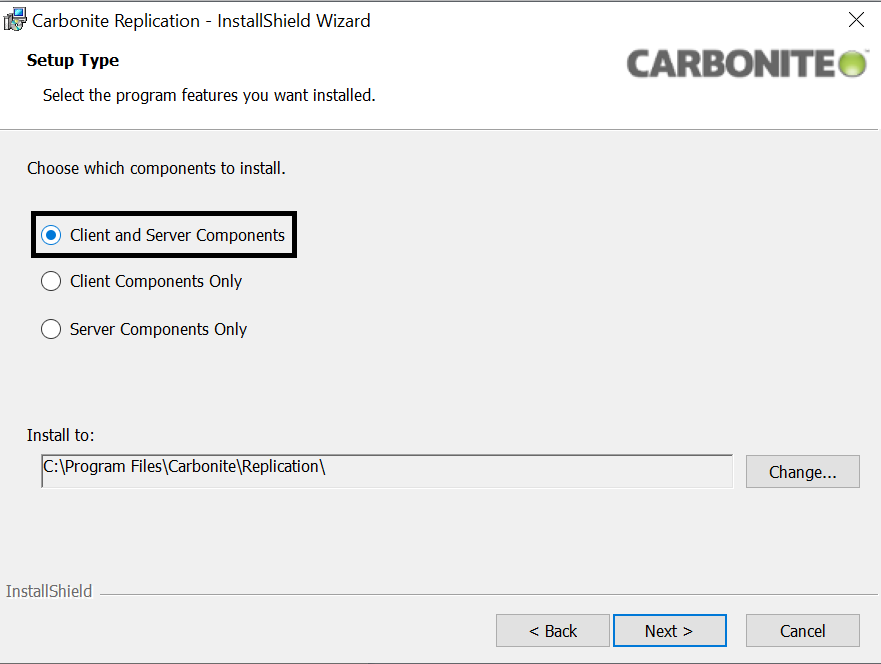 Carbonite Replication - InstallShield Wizard
Setup Type
CARBONITE
Select the program features you want installed.
Choose which components to install.
Client and Server Components
Client Components Only
Server Components Only
Install to:
C:\Program Files\Carbonite\Replication\
Change...
InstallShield
< Back
Next >
Cancel